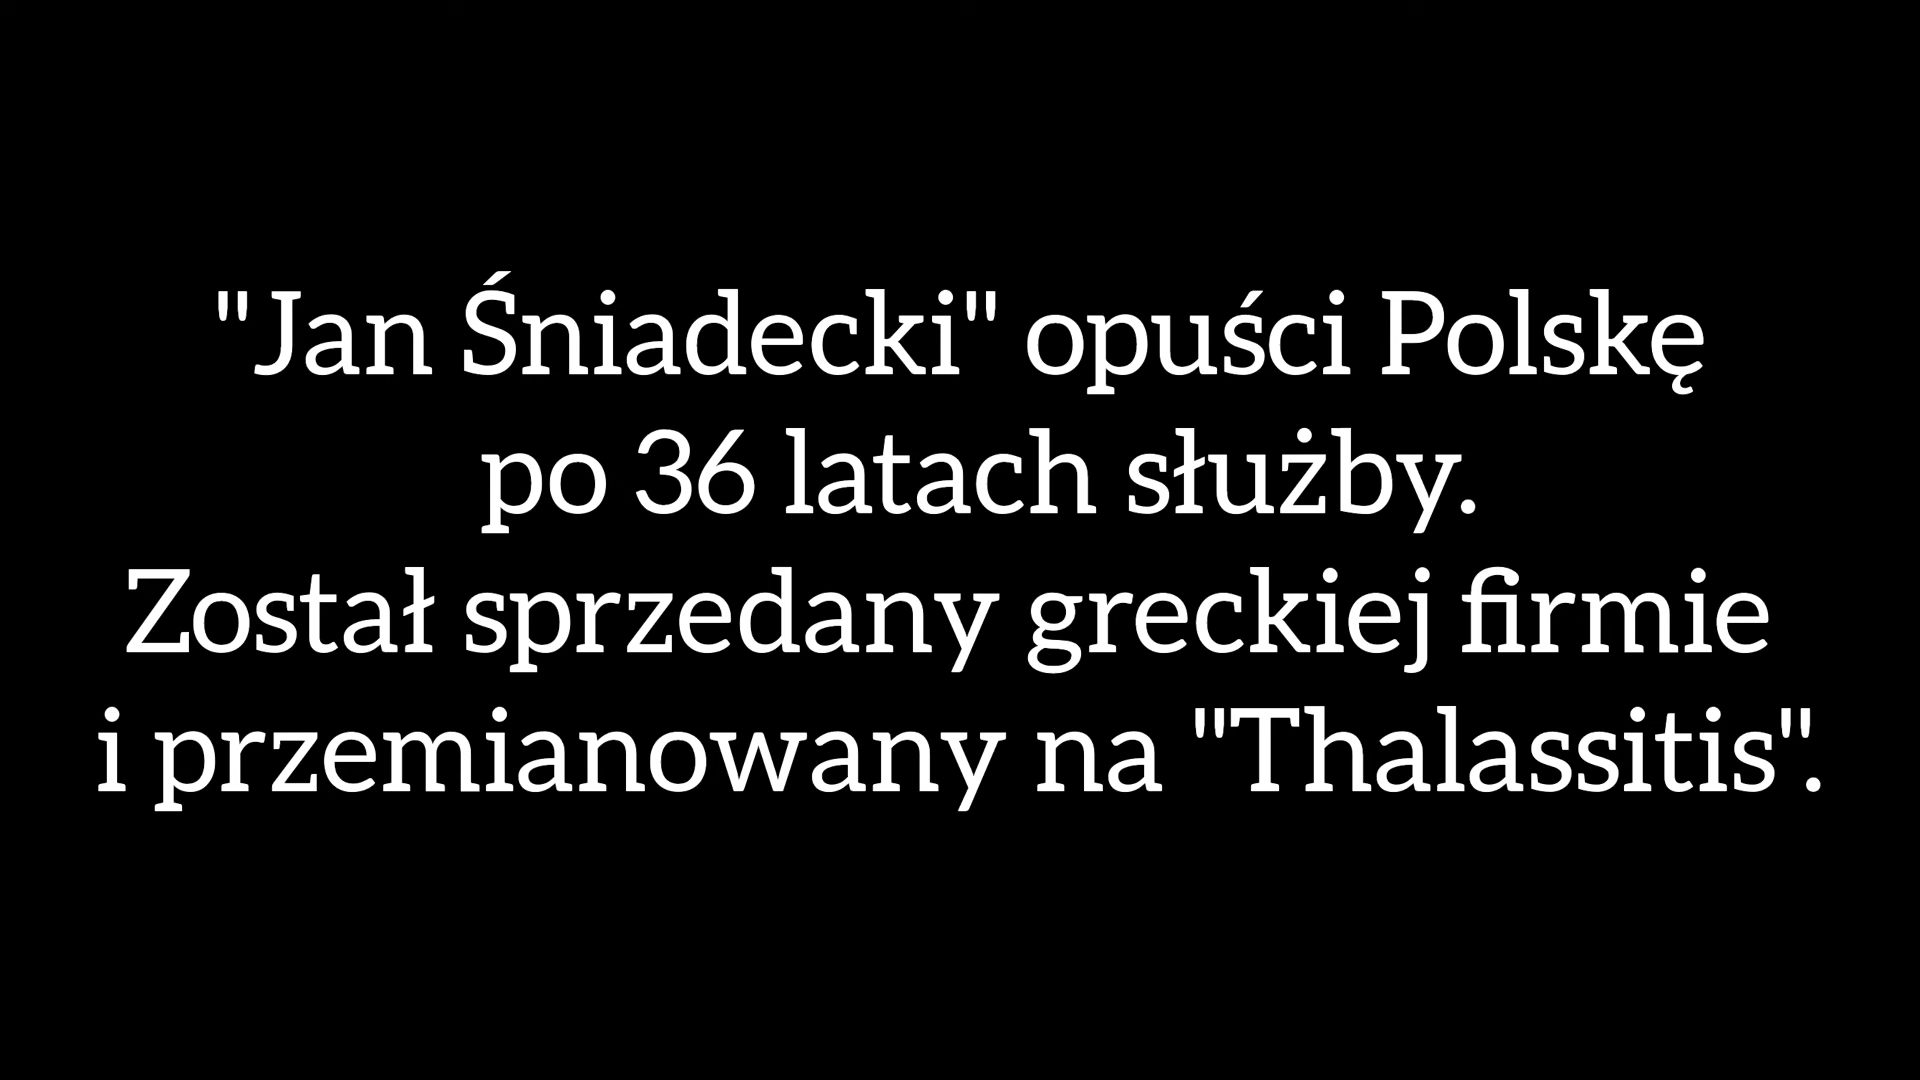 "Jan Śniadecki" opuści Polskę
po 36 latach służby.
Został sprzedany greckiej firmie
i przemianowany na "Thalassitis".